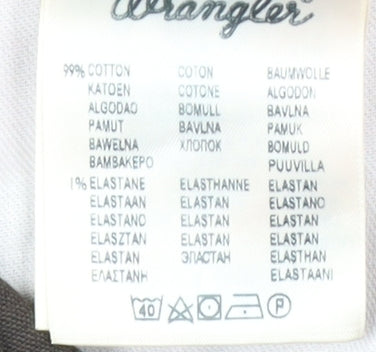 Wrangler
99% COTTON COTON BAUMWOLLE
KATOEN COTONE ALGODON
ALGODAO BOMULL BAVLNA
PAMUT BAVLNA PAMUK
BAWELNA ХЛОПОК BOMULD
ΒΑΜΒΑΚΕΡΟ PUUVILLA
1% ELASTANE ELASTHANNE ELASTAN
ELASTAAN ELASTAN ELASTANO
ELASTANO ELASTAN ELASTAN
ELASZTAN ELASTAN ELASTAN
ELASTAN ЭЛАСТАН ELASTHAN
ΕΛΑΣΤΑΝΗ ELASTAANI
40 P